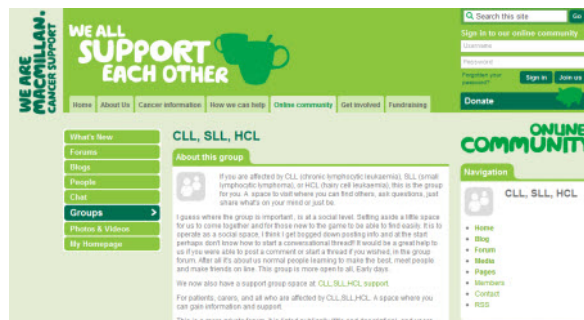 WE ARE
MACMILLAN.
CANCER SUPPORT
WE ALL
SUPPORT
EACH OTHER
Search this site
Go
Sign in to our online community
Username
Password
Forgotten your
password?
Sign in
Join us
Donate
Home
About Us
Cancer information
How we can help
Online community
Get involved
Fundraising
What's New
Forums
Blogs
People
Chat
Groups
Photos & Videos
My Homepage
CLL, SLL, HCL
About this group
If you are affected by CLL (chronic lymphocytic leukaemia), SLL (small
lymphocytic lymphoma), or HCL (hairy cell leukaemia), this is the group
for you. A space to visit where you can find others, ask questions, just
share what's on your mind or just be.
I guess where the group is important, is at a social level. Setting aside a little space
for us to come together and for those new to the game to be able to find easily. It is to
operate as a social space, I think I get bogged down posting info and at the start
perhaps don't know how to start a conversational thread!! It would be a great help to
us if you were able to post a comment or start a thread if you wished, in the group
forum. After all it's about us normal people learning to make the best, meet people
and make friends on line. This group is more open to all, Early days.
We now also have a support group space at CLL,SLL,HCL support.
For patients, carers, and all who are affected by CLL,SLL,HCL. A space where you
can gain information and support.
ONLINE
COMMUNITY
Navigation
CLL, SLL, HCL
Home
Blog
Forum
Media
Pages
Members
Contact
RSS